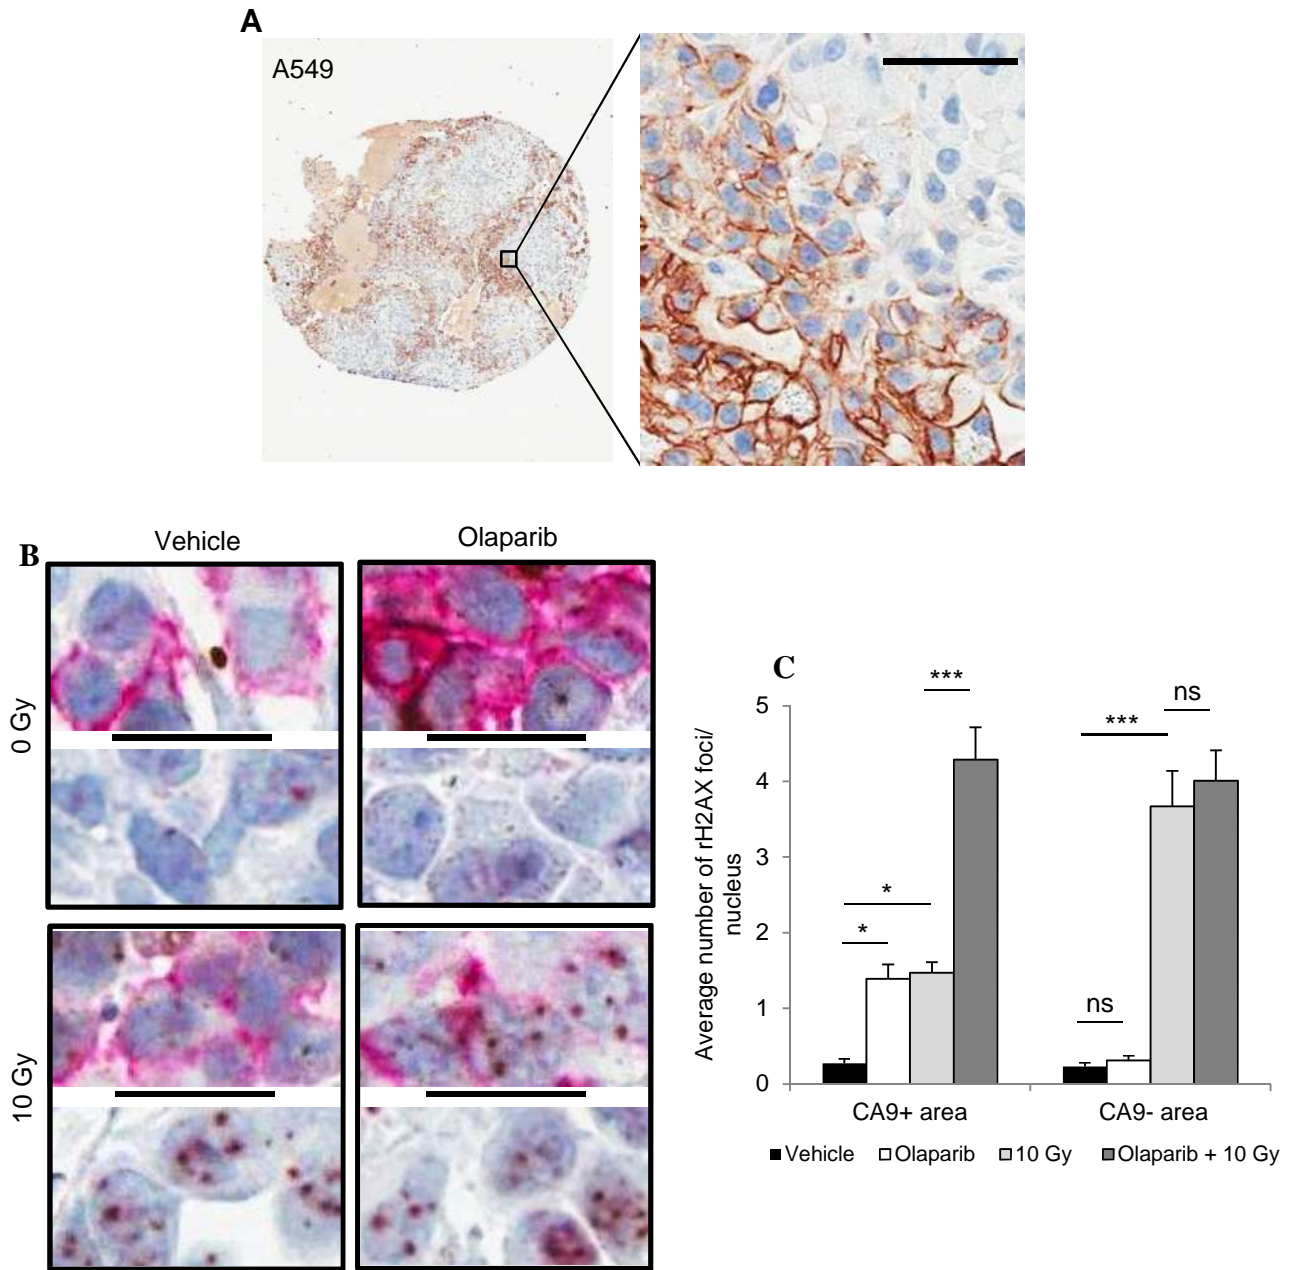 A
A549
B
Vehicle
Olaparib
0 Gy
10 Gy
C
Average number of rH2AX foci/
nucleus
5
4
3
2
1
0
*
*
***
ns
***
ns
CA9+ area
CA9- area
Vehicle
Olaparib
10 Gy
Olaparib + 10 Gy